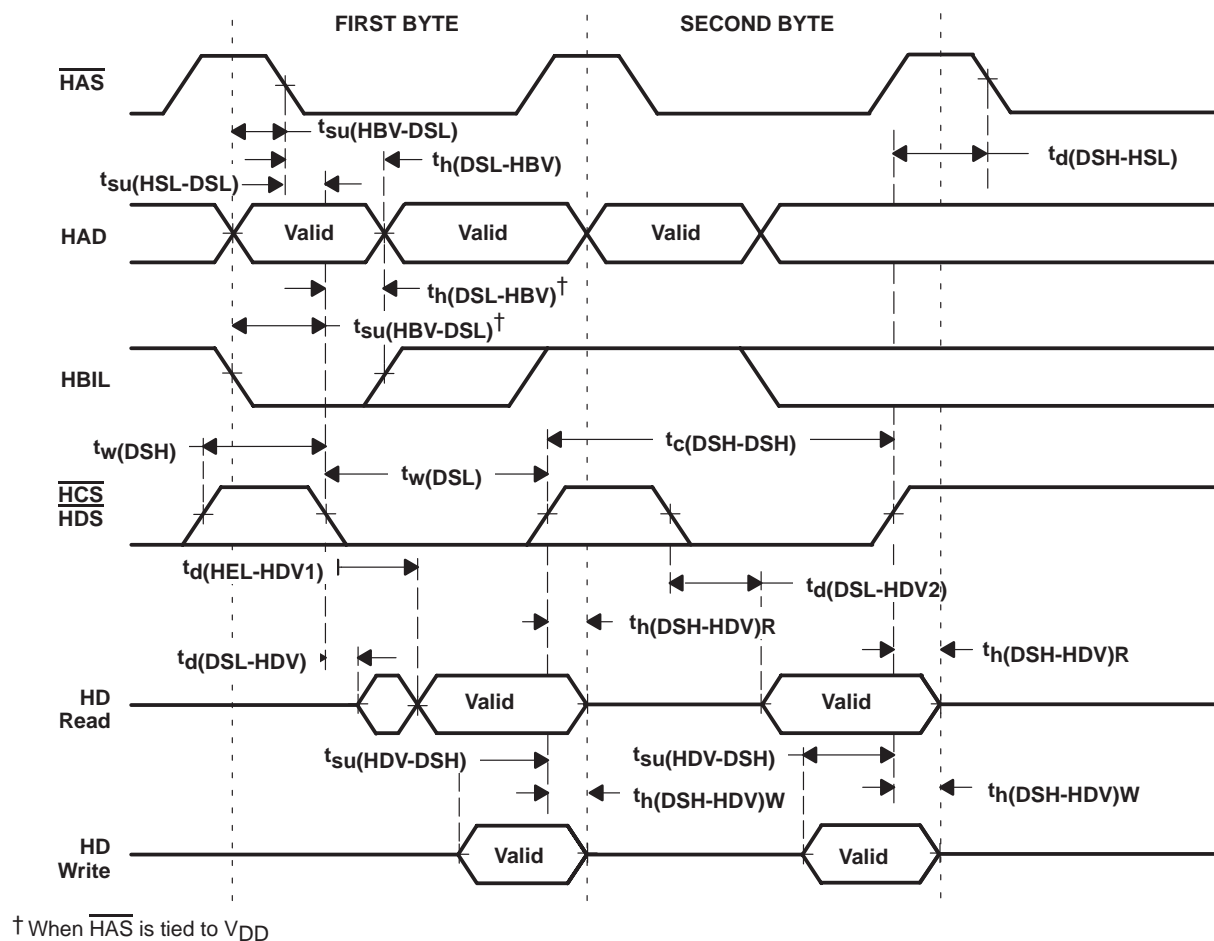 FIRST BYTE SECOND BYTE
HAS
tsu(HBV-DSL)
th(DSL-HBV)
td(DSH-HSL)
tsu(HSL-DSL)
HAD Valid Valid Valid
th(DSL-HBV)†
tsu(HBV-DSL)†
HBIL
tw(DSH)
tc(DSH-DSH)
tw(DSL)
HCS
HDS
td(HEL-HDV1)
td(DSL-HDV2)
th(DSH-HDV)R
td(DSL-HDV)
th(DSH-HDV)R
HD
Read
Valid Valid
tsu(HDV-DSH)
tsu(HDV-DSH)
th(DSH-HDV)W
th(DSH-HDV)W
HD
Write
Valid Valid
† When HAS is tied to VDD